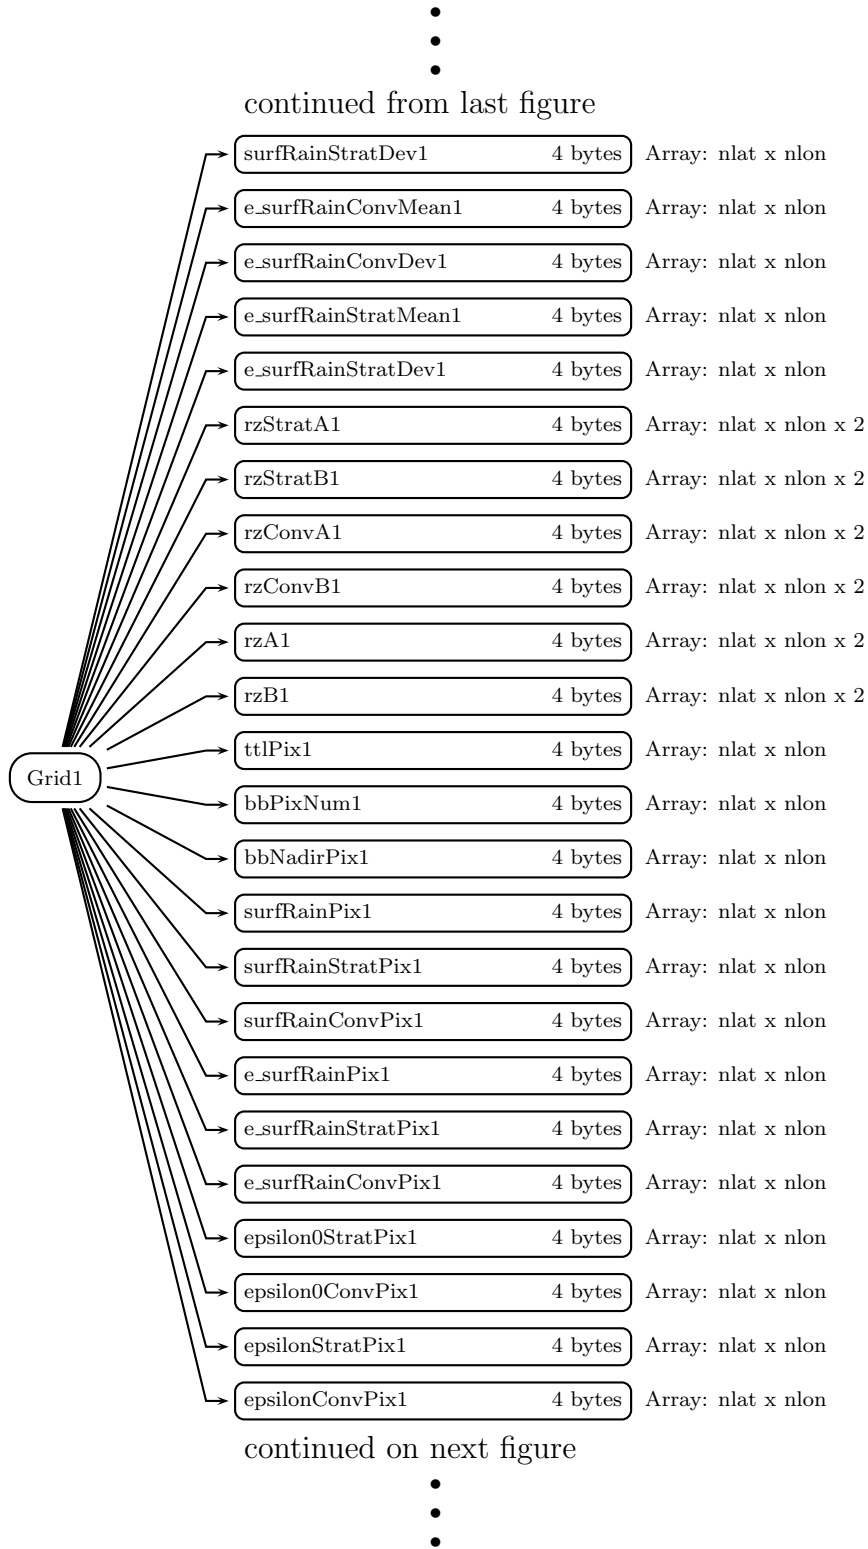 continued from last figure
surfRainStratDev1 4 bytes Array: nlat x nlon
e_surfRainConvMean1 4 bytes Array: nlat x nlon
e_surfRainConvDev1 4 bytes Array: nlat x nlon
e_surfRainStratMean1 4 bytes Array: nlat x nlon
e_surfRainStratDev1 4 bytes Array: nlat x nlon
rzStratA1 4 bytes Array: nlat x nlon x 2
rzStratB1 4 bytes Array: nlat x nlon x 2
rzConvA1 4 bytes Array: nlat x nlon x 2
rzConvB1 4 bytes Array: nlat x nlon x 2
rzA1 4 bytes Array: nlat x nlon x 2
rzB1 4 bytes Array: nlat x nlon x 2
ttlPix1 4 bytes Array: nlat x nlon
Grid1
bbPixNum1 4 bytes Array: nlat x nlon
bbNadirPix1 4 bytes Array: nlat x nlon
surfRainPix1 4 bytes Array: nlat x nlon
surfRainStratPix1 4 bytes Array: nlat x nlon
surfRainConvPix1 4 bytes Array: nlat x nlon
e_surfRainPix1 4 bytes Array: nlat x nlon
e_surfRainStratPix1 4 bytes Array: nlat x nlon
e_surfRainConvPix1 4 bytes Array: nlat x nlon
epsilon0StratPix1 4 bytes Array: nlat x nlon
epsilon0ConvPix1 4 bytes Array: nlat x nlon
epsilonStratPix1 4 bytes Array: nlat x nlon
epsilonConvPix1 4 bytes Array: nlat x nlon
continued on next figure